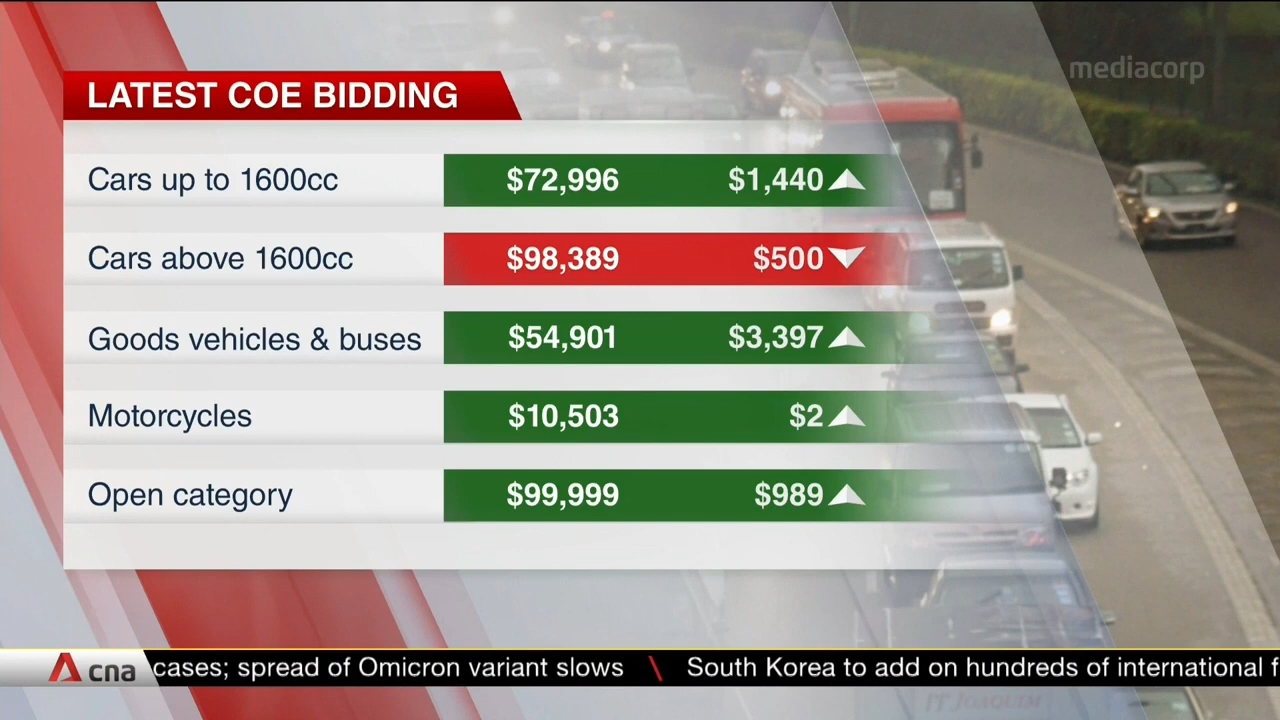 mediacorp
LATEST COE BIDDING
Cars up to 1600cc $72,996 $1,440
Cars above 1600cc $98,389 $500
Goods vehicles & buses $54,901 $3,397
Motorcycles $10,503 $2
Open category $99,999 $989
cna cases; spread of Omicron variant slows \ South Korea to add on hundreds of international f
IT JOAQUIM